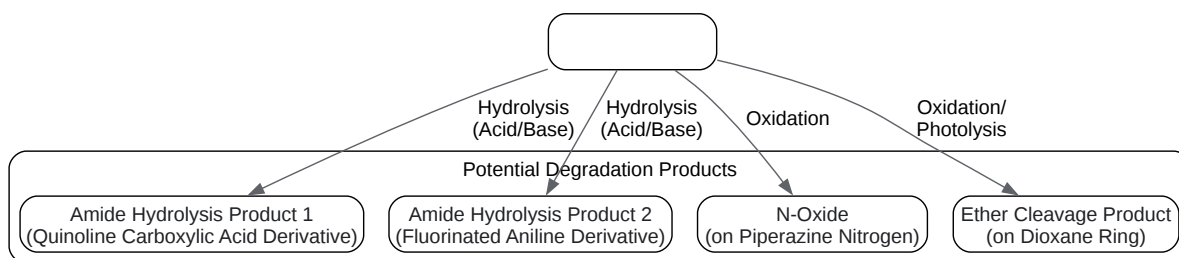 Hydrolysis
(Acid/Base)
Hydrolysis
(Acid/Base)
Oxidation
Oxidation/
Photolysis
Potential Degradation Products
Amide Hydrolysis Product 1
(Quinoline Carboxylic Acid Derivative)
Amide Hydrolysis Product 2
(Fluorinated Aniline Derivative)
N-Oxide
(on Piperazine Nitrogen)
Ether Cleavage Product
(on Dioxane Ring)